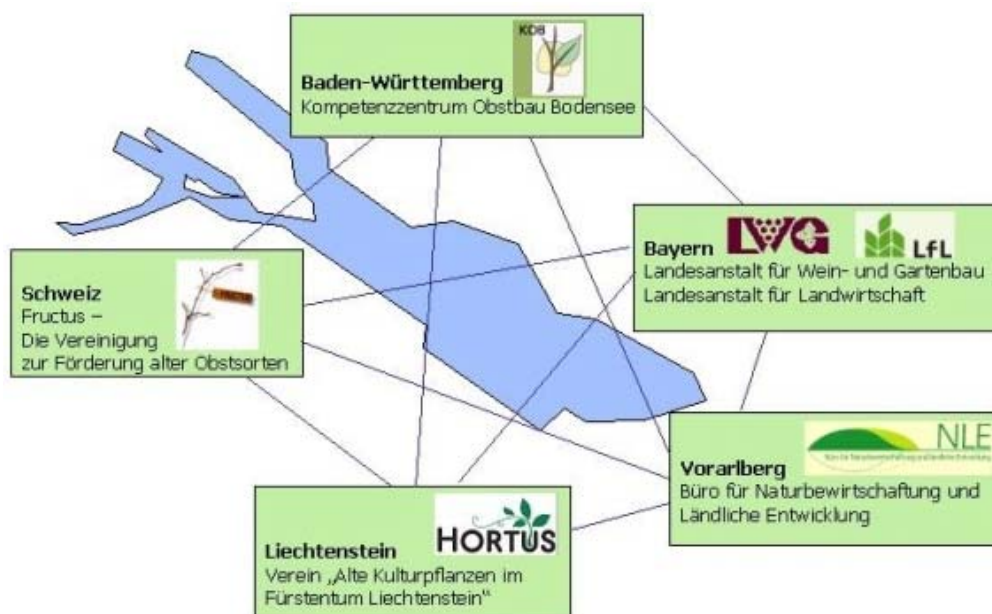 KOB
Baden-Württemberg
Kompetenzzentrum Obstbau Bodensee
LWG
LfL
Bayern
Landesanstalt für Wein- und Gartenbau
Landesanstalt für Landwirtschaft
Schweiz
Fructus –
Die Vereinigung
zur Förderung alter Obstsorten
NLE
Vorarlberg
Büro für Naturbewirtschaftung und
Ländliche Entwicklung
HORTUS
Liechtenstein
Verein „Alte Kulturpflanzen im
Fürstentum Liechtenstein“